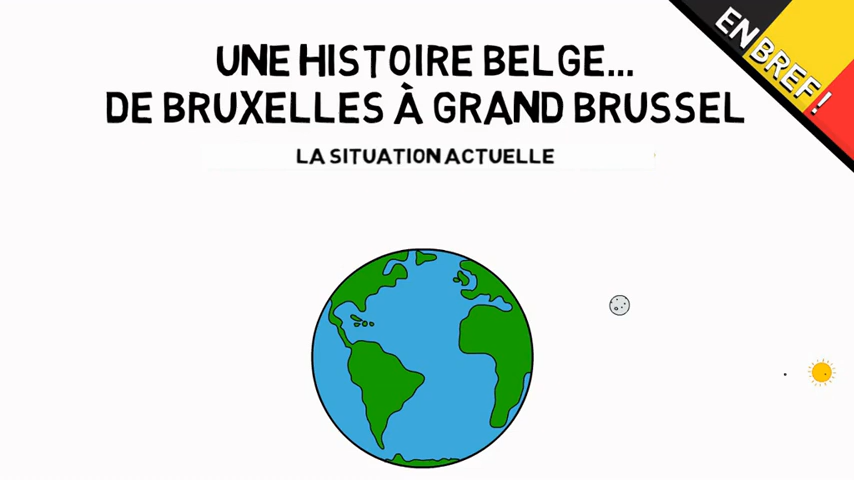 UNE HISTOIRE BELGE...
DE BRUXELLES À GRAND BRUSSEL
LA SITUATION ACTUELLE
EN BREF !